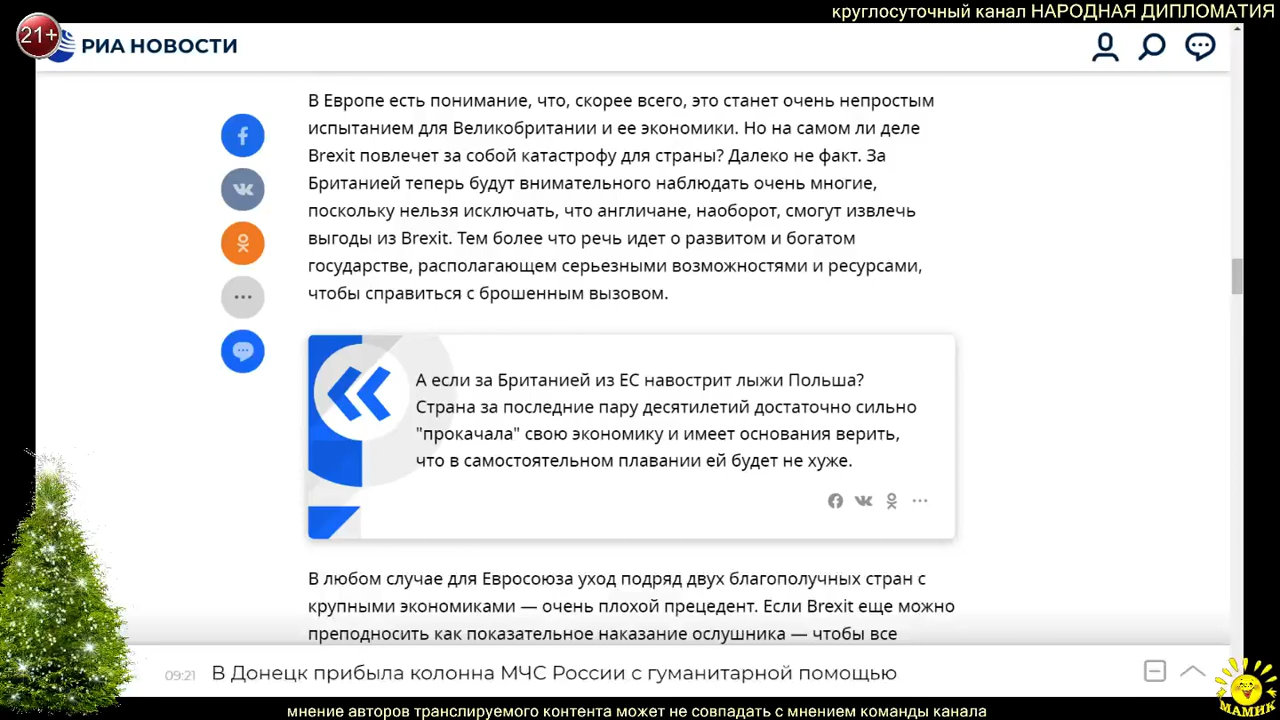 круглосуточный канал НАРОДНАЯ ДИПЛОМАТИЯ
21+
РИА НОВОСТИ
В Европе есть понимание, что, скорее всего, это станет очень непростым
испытанием для Великобритании и ее экономики. Но на самом ли деле
Brexit повлечет за собой катастрофу для страны? Далеко не факт. За
Британией теперь будут внимательного наблюдать очень многие,
поскольку нельзя исключать, что англичане, наоборот, смогут извлечь
выгоды из Brexit. Тем более что речь идет о развитом и богатом
государстве, располагающем серьезными возможностями и ресурсами,
чтобы справиться с брошенным вызовом.
А если за Британией из ЕС навострит лыжи Польша?
Страна за последние пару десятилетий достаточно сильно
"прокачала" свою экономику и имеет основания верить,
что в самостоятельном плавании ей будет не хуже.
В любом случае для Евросоюза уход подряд двух благополучных стран с
крупными экономиками — очень плохой прецедент. Если Brexit еще можно
преподносить как показательное наказание ослушника — чтобы все
09:21 В Донецк прибыла колонна МЧС России с гуманитарной помощью
МАМИК
мнение авторов транслируемого контента может не совпадать с мнением команды канала